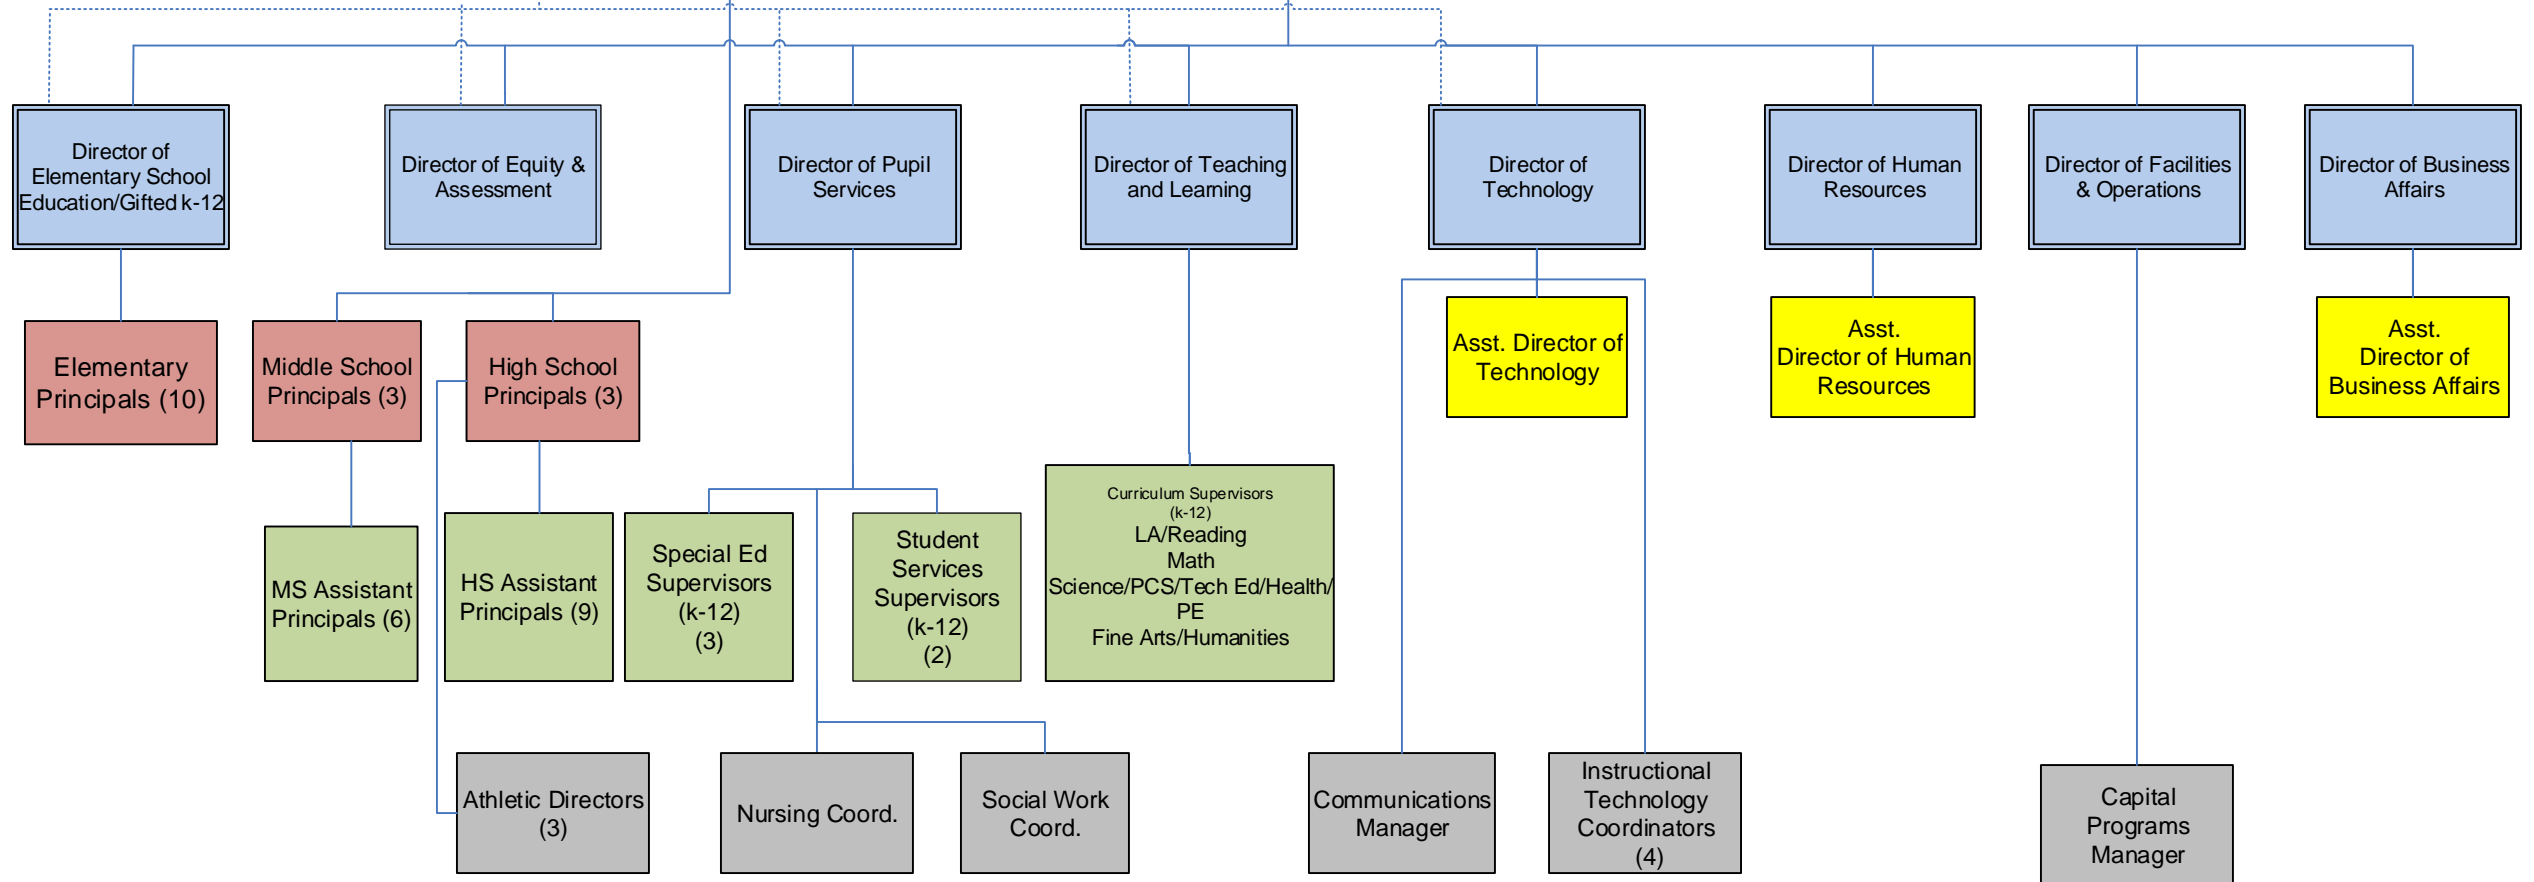 Director of
Elementary School
Education/Gifted k-12
Director of Equity &
Assessment
Director of Pupil
Services
Director of Teaching
and Learning
Director of
Technology
Director of Human
Resources
Director of Facilities
& Operations
Director of Business
Affairs
Elementary
Principals (10)
Middle School
Principals (3)
High School
Principals (3)
Asst. Director of
Technology
Asst.
Director of Human
Resources
Asst.
Director of
Business Affairs
MS Assistant
Principals (6)
HS Assistant
Principals (9)
Special Ed
Supervisors
(k-12)
(3)
Student
Services
Supervisors
(k-12)
(2)
Curriculum Supervisors
(k-12)
LA/Reading
Math
Science/PCS/Tech Ed/Health/
PE
Fine Arts/Humanities
Athletic Directors
(3)
Nursing Coord.
Social Work
Coord.
Communications
Manager
Instructional
Technology
Coordinators
(4)
Capital
Programs
Manager